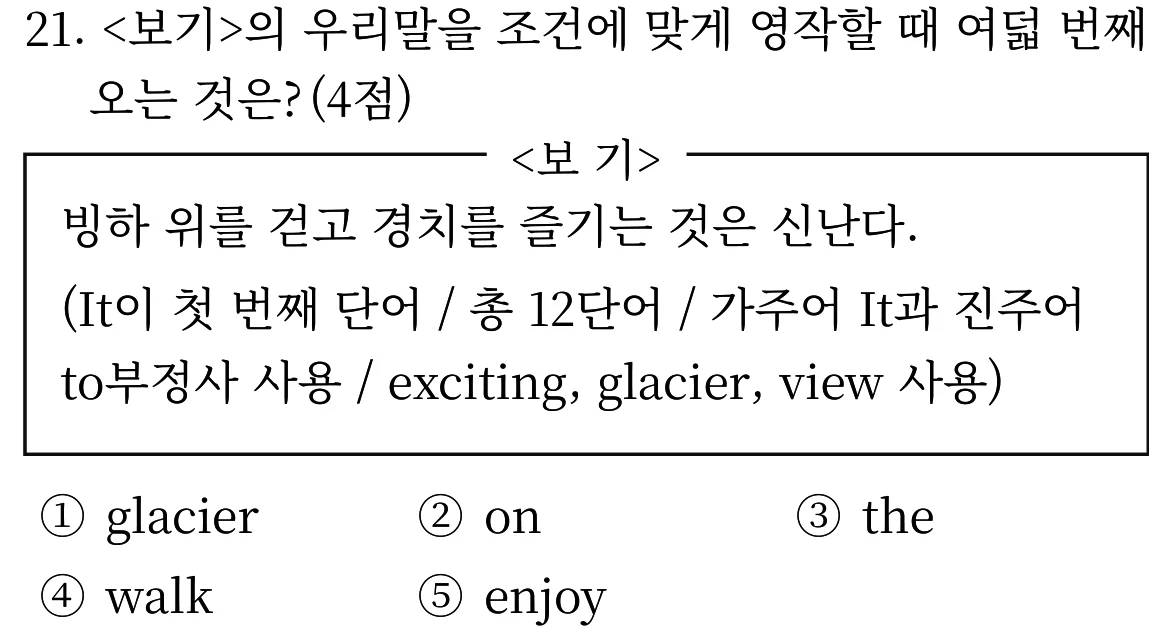 21. <보기>의 우리말을 조건에 맞게 영작할 때 여덟 번째
오는 것은?(4점)
<보 기>
빙하 위를 걷고 경치를 즐기는 것은 신난다.
(It이 첫 번째 단어 / 총 12단어 / 가주어 It과 진주어
to부정사 사용 / exciting, glacier, view 사용)
① glacier ② on ③ the
④ walk ⑤ enjoy